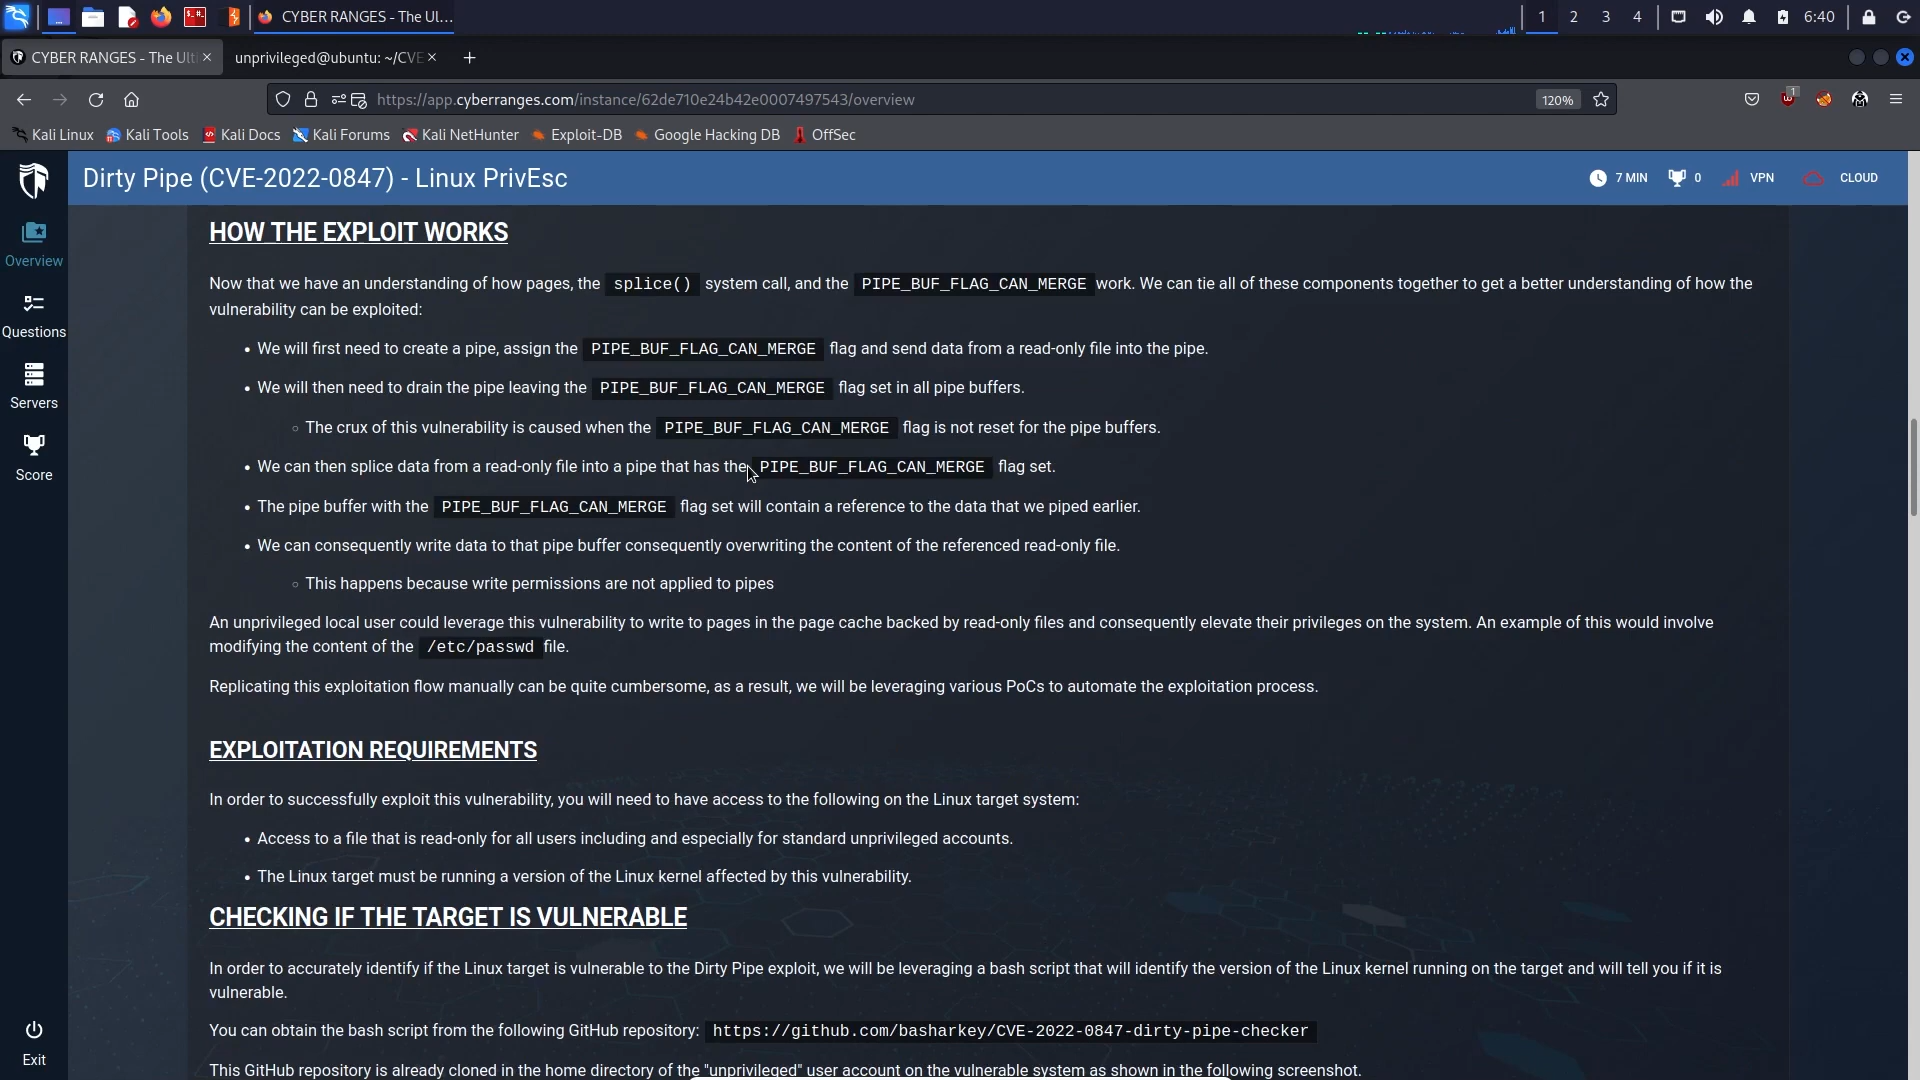 CYBER RANGES - The Ul...
1 2 3 4
6:40
CYBER RANGES - The Ulti
unprivileged@ubuntu: ~/CVE
https://app.cyberranges.com/instance/62de710e24b42e0007497543/overview
120%
1
Kali Linux Kali Tools Kali Docs Kali Forums Kali NetHunter Exploit-DB Google Hacking DB OffSec
Dirty Pipe (CVE-2022-0847) - Linux PrivEsc
7 MIN 0 VPN CLOUD
Overview
Questions
Servers
Score
Exit
HOW THE EXPLOIT WORKS
Now that we have an understanding of how pages, the splice() system call, and the PIPE_BUF_FLAG_CAN_MERGE work. We can tie all of these components together to get a better understanding of how the
vulnerability can be exploited:
• We will first need to create a pipe, assign the PIPE_BUF_FLAG_CAN_MERGE flag and send data from a read-only file into the pipe.
• We will then need to drain the pipe leaving the PIPE_BUF_FLAG_CAN_MERGE flag set in all pipe buffers.
◦ The crux of this vulnerability is caused when the PIPE_BUF_FLAG_CAN_MERGE flag is not reset for the pipe buffers.
• We can then splice data from a read-only file into a pipe that has the PIPE_BUF_FLAG_CAN_MERGE flag set.
• The pipe buffer with the PIPE_BUF_FLAG_CAN_MERGE flag set will contain a reference to the data that we piped earlier.
• We can consequently write data to that pipe buffer consequently overwriting the content of the referenced read-only file.
◦ This happens because write permissions are not applied to pipes
An unprivileged local user could leverage this vulnerability to write to pages in the page cache backed by read-only files and consequently elevate their privileges on the system. An example of this would involve
modifying the content of the /etc/passwd file.
Replicating this exploitation flow manually can be quite cumbersome, as a result, we will be leveraging various PoCs to automate the exploitation process.
EXPLOITATION REQUIREMENTS
In order to successfully exploit this vulnerability, you will need to have access to the following on the Linux target system:
• Access to a file that is read-only for all users including and especially for standard unprivileged accounts.
• The Linux target must be running a version of the Linux kernel affected by this vulnerability.
CHECKING IF THE TARGET IS VULNERABLE
In order to accurately identify if the Linux target is vulnerable to the Dirty Pipe exploit, we will be leveraging a bash script that will identify the version of the Linux kernel running on the target and will tell you if it is
vulnerable.
You can obtain the bash script from the following GitHub repository: https://github.com/basharkey/CVE-2022-0847-dirty-pipe-checker
This GitHub repository is already cloned in the home directory of the "unprivileged" user account on the vulnerable system as shown in the following screenshot.